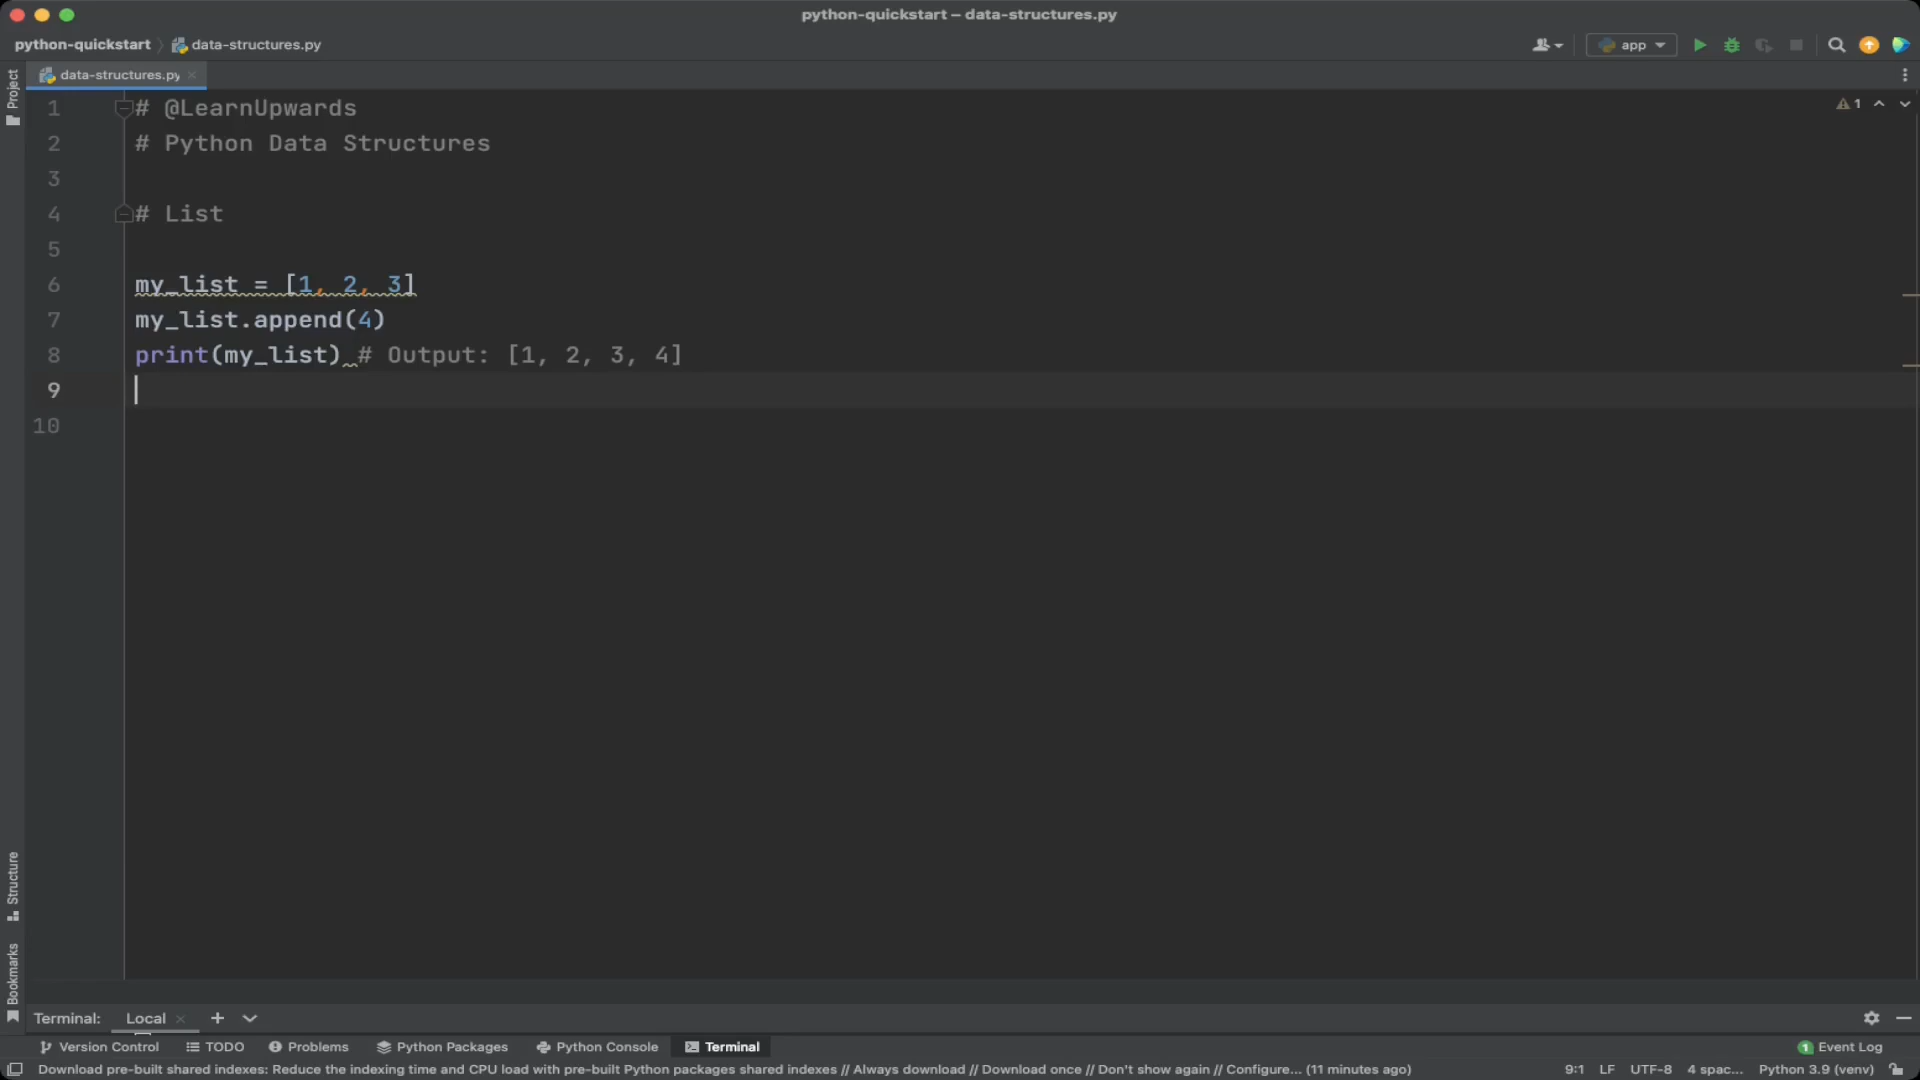 python-quickstart – data-structures.py
python-quickstart 〉 data-structures.py
app
Project
data-structures.py
1
1 # @LearnUpwards
2 # Python Data Structures
3
4 # List
5
6 my_list = [1, 2, 3]
7 my_list.append(4)
8 print(my_list) # Output: [1, 2, 3, 4]
9
10
Structure
Bookmarks
Terminal: Local
Version Control TODO Problems Python Packages Python Console Terminal 1 Event Log
Download pre-built shared indexes: Reduce the indexing time and CPU load with pre-built Python packages shared indexes // Always download // Download once // Don't show again // Configure... (11 minutes ago) 9:1 LF UTF-8 4 spac... Python 3.9 (venv)